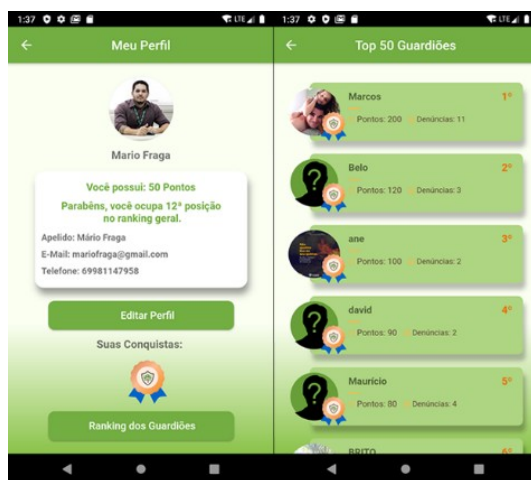 1:37
LTE
Meu Perfil
Mario Fraga
Você possui: 50 Pontos
Parabéns, você ocupa 12ª posição
no ranking geral.
Apelido: Mário Fraga
E-Mail: mariofraga@gmail.com
Telefone: 69981147958
Editar Perfil
Suas Conquistas:
Ranking dos Guardiões
1:37
LTE
Top 50 Guardiões
Marcos
1º
Pontos: 200 Denúncias: 11
Belo
2º
Pontos: 120 Denúncias: 3
ane
3º
Pontos: 100 Denúncias: 2
david
4º
Pontos: 90 Denúncias: 2
Maurício
5º
Pontos: 80 Denúncias: 4
BRITO
6º